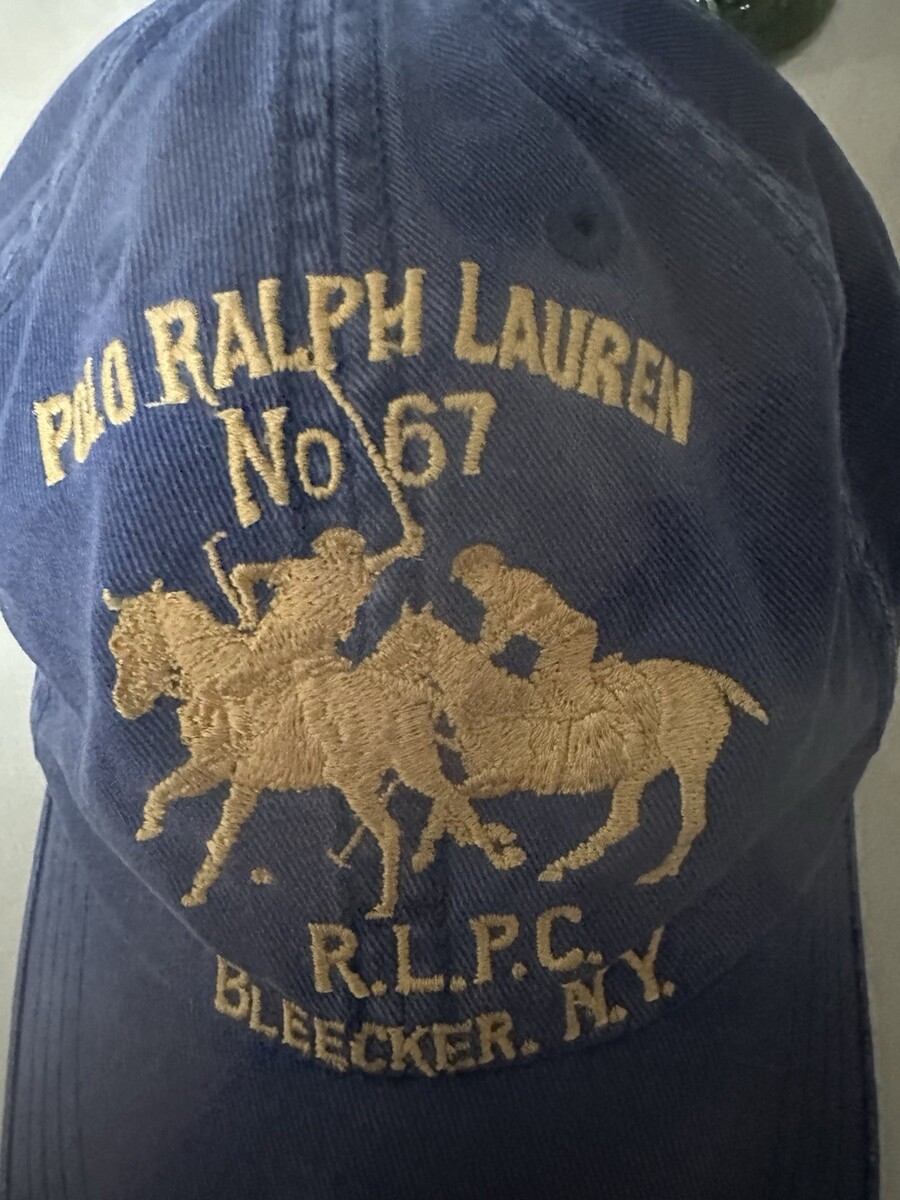 POLO RALPH LAUREN
No 67
R.L.P.C.
BLEECKER. N.Y.